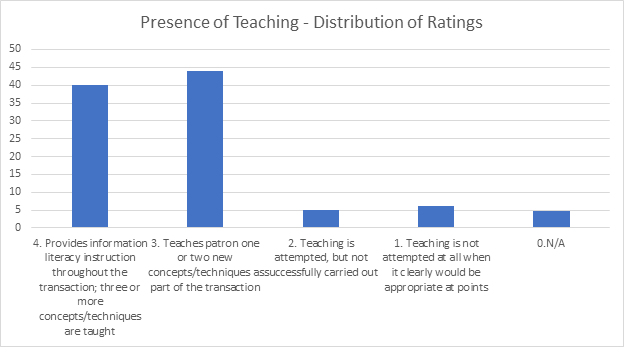 Presence of Teaching - Distribution of Ratings
50
45
40
35
30
25
20
15
10
5
0
4. Provides information
literacy instruction
throughout the
transaction; three or
more
concepts/techniques
are taught
3. Teaches patron one
or two new
concepts/techniques as
part of the transaction
2. Teaching is
attempted, but not
successfully carried out
1. Teaching is not
attempted at all when
it clearly would be
appropriate at points
0.N/A